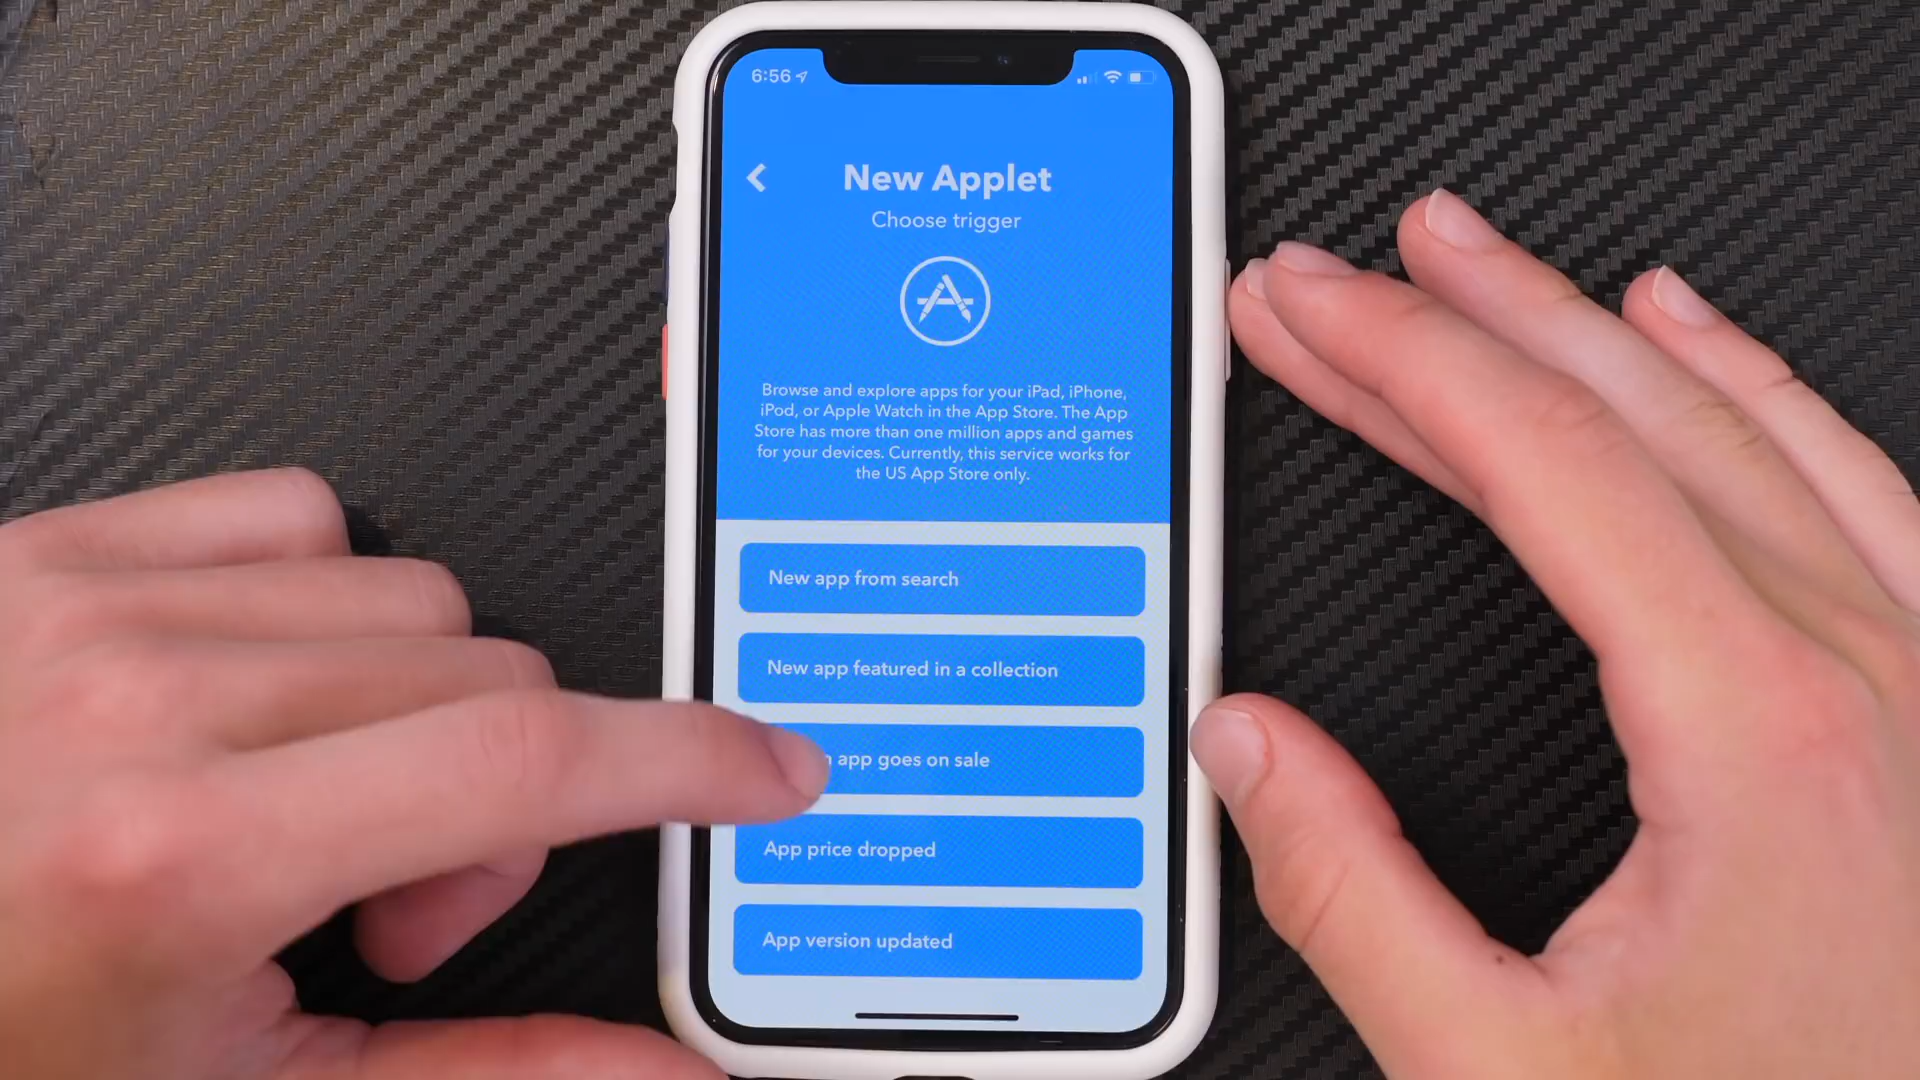 6:56
New Applet
Choose trigger
Browse and explore apps for your iPad, iPhone,
iPod, or Apple Watch in the App Store. The App
Store has more than one million apps and games
for your devices. Currently, this service works for
the US App Store only.
New app from search
New app featured in a collection
app goes on sale
App price dropped
App version updated